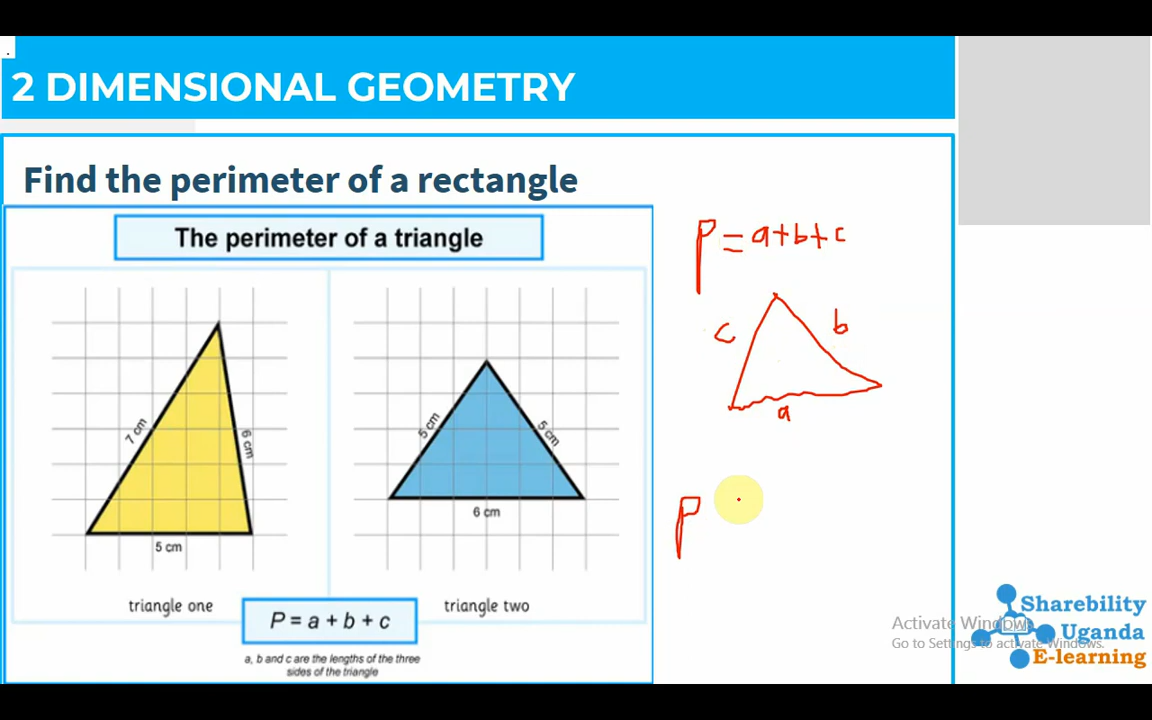 .
2 DIMENSIONAL GEOMETRY
Find the perimeter of a rectangle
The perimeter of a triangle
7 cm
6 cm
5 cm
triangle one
5 cm
5 cm
6 cm
triangle two
P = a + b + c
a, b and c are the lengths of the three
sides of the triangle
P = a+b+c
c
b
a
P
Activate Windows
Go to Settings to activate Windows.
Sharebility
Uganda
E-learning